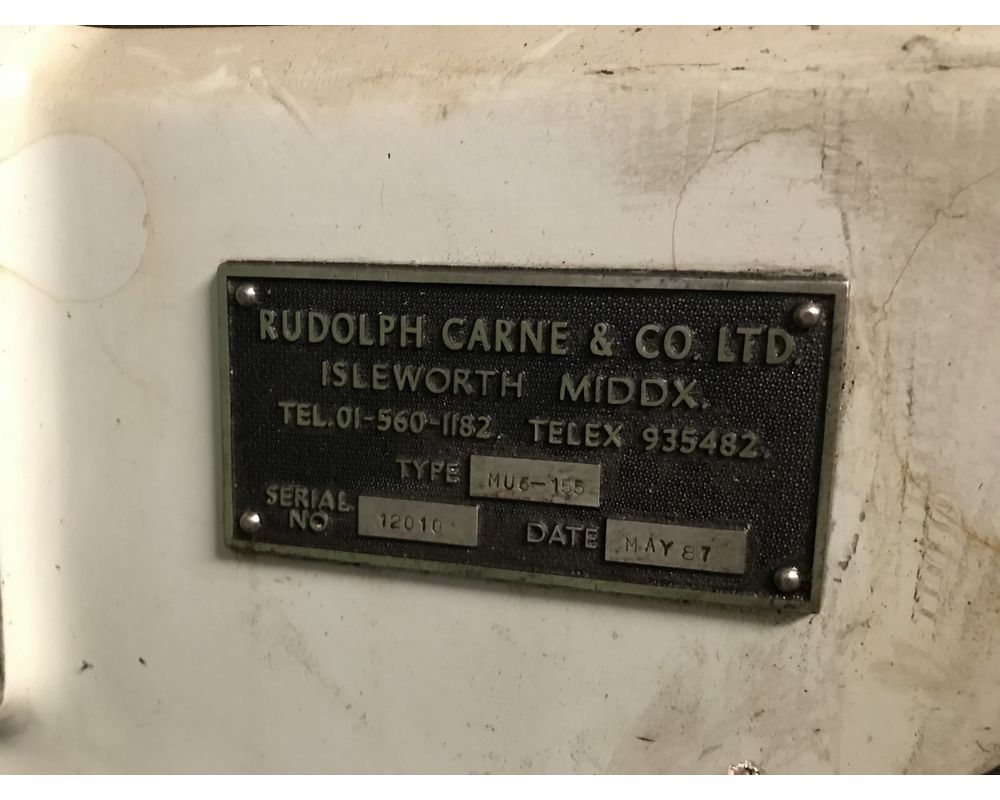 RUDOLPH CARNE & CO. LTD.
ISLEWORTH MIDDX.
TEL. 01-560-1182. TELEX 935482.
TYPE MU6-155
SERIAL NO 12010 DATE MAY 87